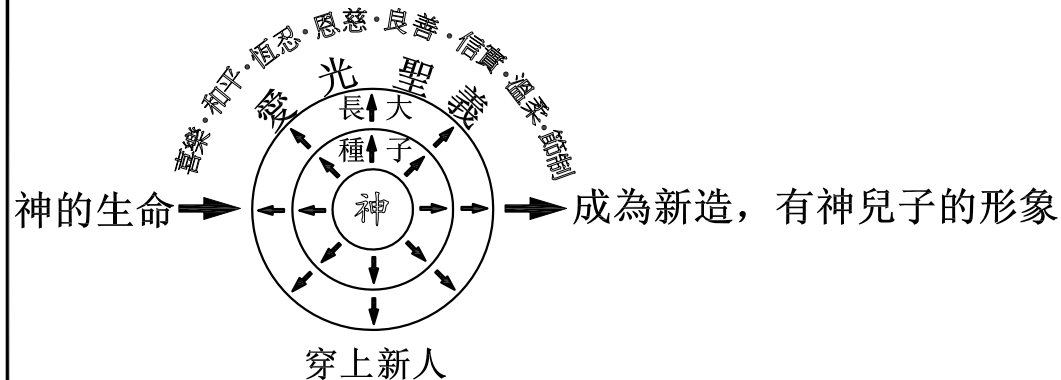 喜樂·和平·恆忍·恩慈·良善·信實·溫柔·節制
愛光聖義
長大
種子
神的生命
神
成為新造，有神兒子的形象
穿上新人